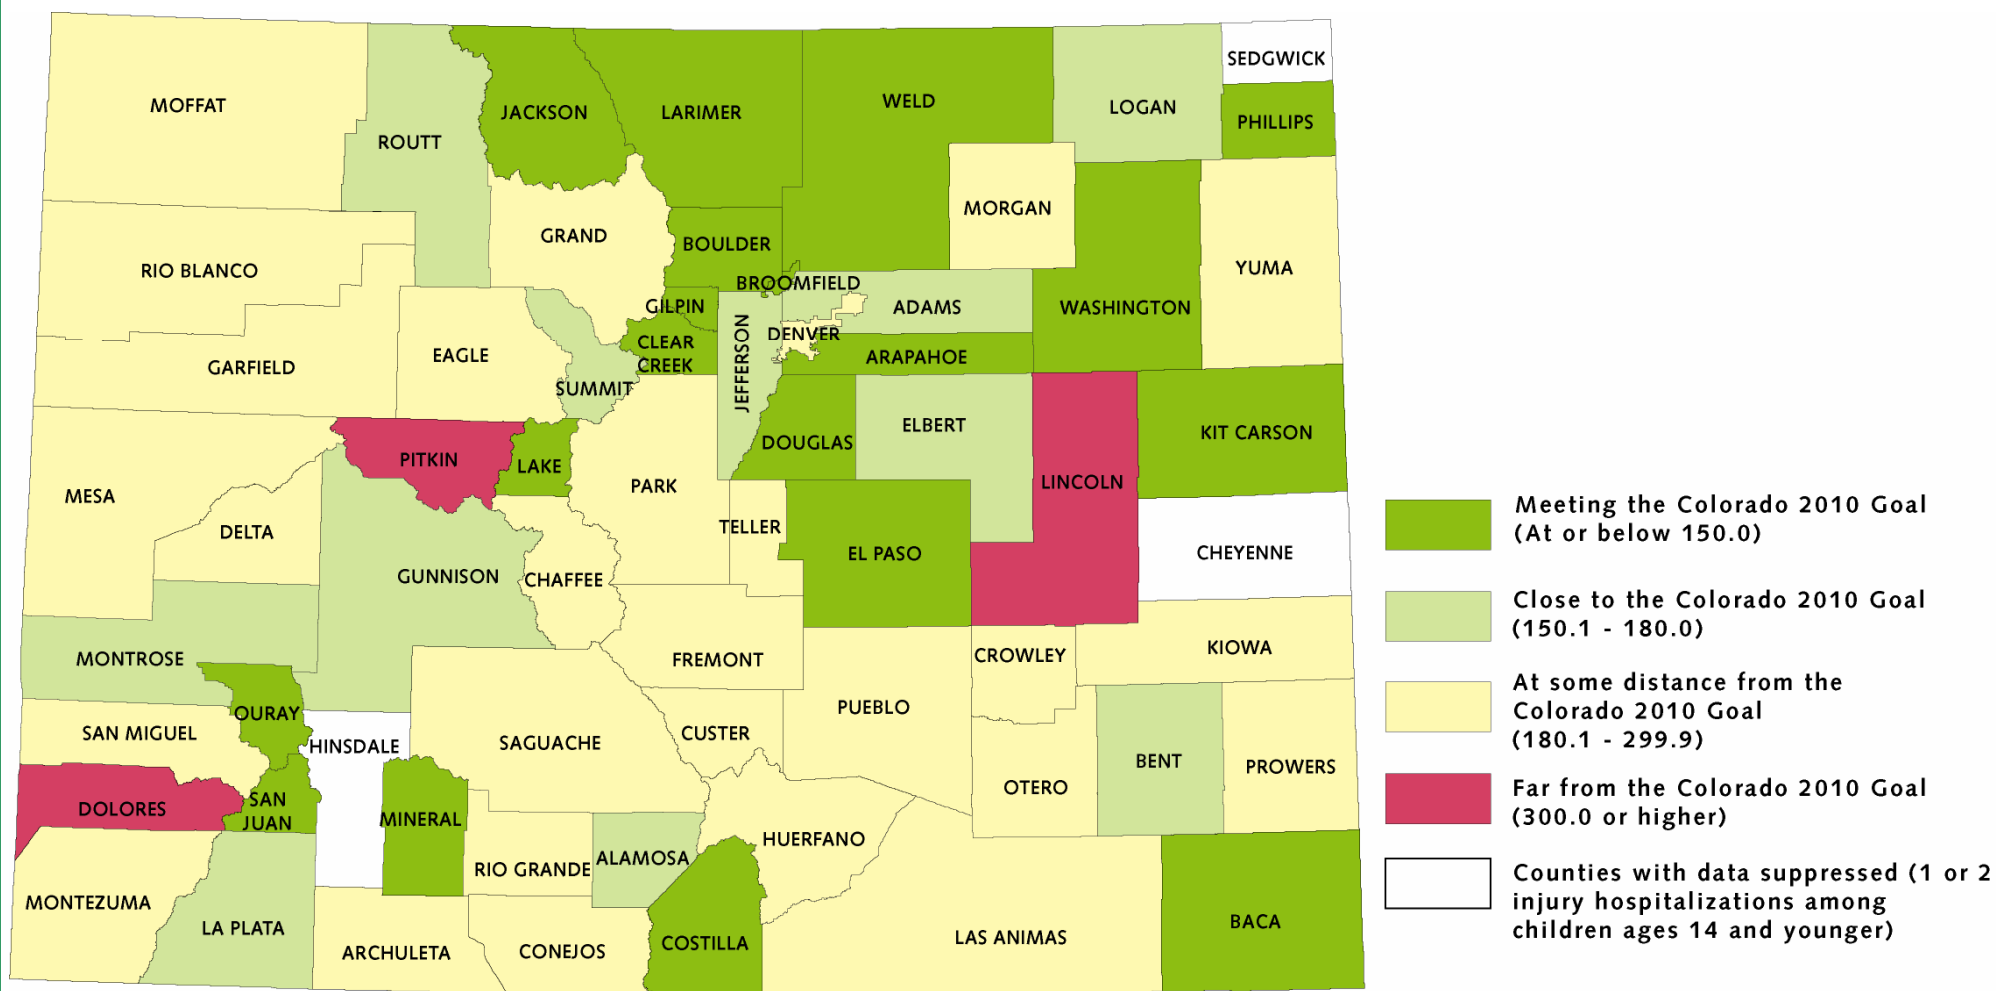 SEDGWICK
MOFFAT
JACKSON
LARIMER
WELD
LOGAN
PHILLIPS
ROUTT
MORGAN
GRAND
BOULDER
YUMA
RIO BLANCO
BROOMFIELD
GILPIN
ADAMS
WASHINGTON
DENVER
CLEAR
CREEK
JEFFERSON
ARAPAHOE
EAGLE
GARFIELD
SUMMIT
ELBERT
KIT CARSON
DOUGLAS
PITKIN
LAKE
LINCOLN
PARK
MESA
TELLER
DELTA
EL PASO
CHEYENNE
GUNNISON
CHAFFEE
KIOWA
CROWLEY
MONTROSE
FREMONT
PUEBLO
OURAY
SAN MIGUEL
CUSTER
HINSDALE
SAGUACHE
BENT
PROWERS
OTERO
SAN
JUAN
DOLORES
MINERAL
HUERFANO
ALAMOSA
RIO GRANDE
MONTEZUMA
BACA
LA PLATA
LAS ANIMAS
COSTILLA
CONEJOS
ARCHULETA
Meeting the Colorado 2010 Goal
(At or below 150.0)
Close to the Colorado 2010 Goal
(150.1 - 180.0)
At some distance from the
Colorado 2010 Goal
(180.1 - 299.9)
Far from the Colorado 2010 Goal
(300.0 or higher)
Counties with data suppressed (1 or 2
injury hospitalizations among
children ages 14 and younger)